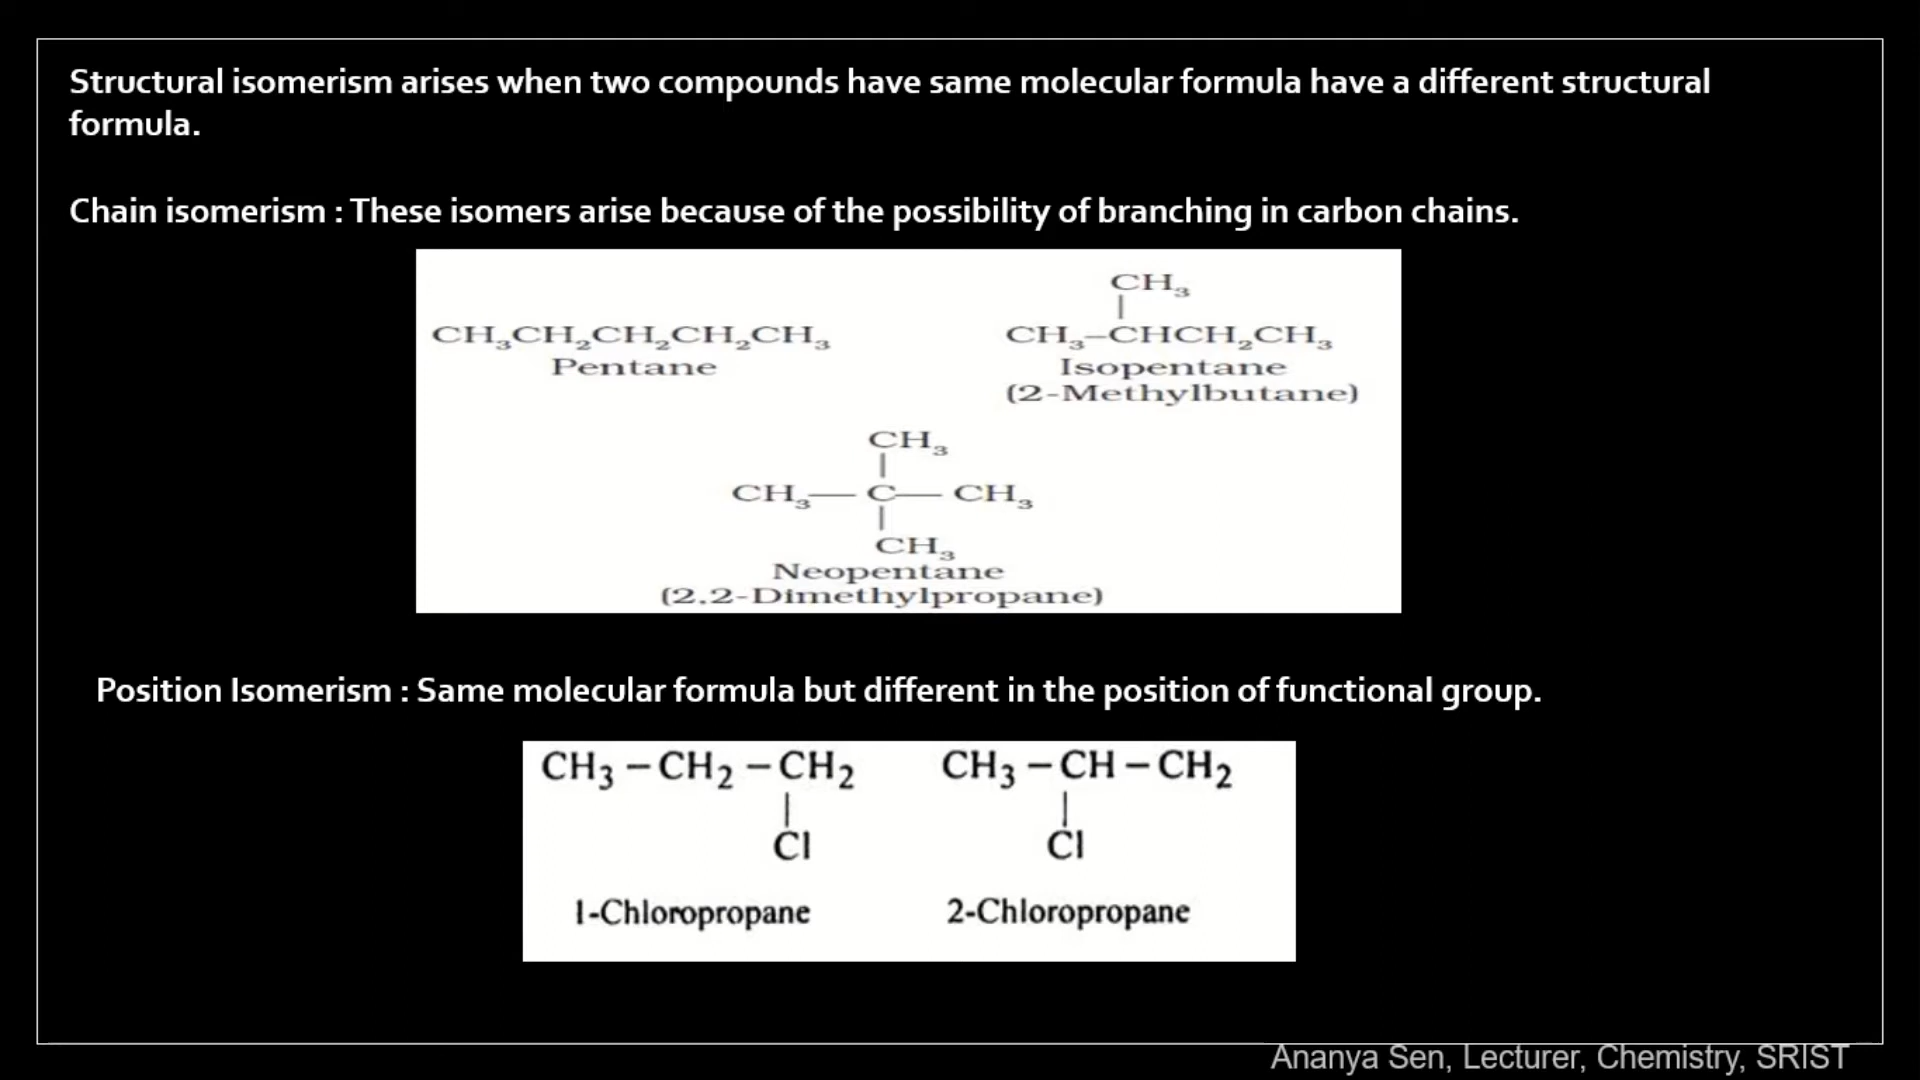 Structural isomerism arises when two compounds have same molecular formula have a different structural
formula.
Chain isomerism : These isomers arise because of the possibility of branching in carbon chains.
CH₃
CH₃CH₂CH₂CH₂CH₃
CH₃–CHCH₂CH₃
Pentane
Isopentane
(2-Methylbutane)
CH₃
CH₃— C— CH₃
CH₃
Neopentane
(2,2-Dimethylpropane)
Position Isomerism : Same molecular formula but different in the position of functional group.
CH₃ – CH₂ – CH₂
Cl
1-Chloropropane
CH₃ – CH – CH₂
Cl
2-Chloropropane
Ananya Sen, Lecturer, Chemistry, SRIST